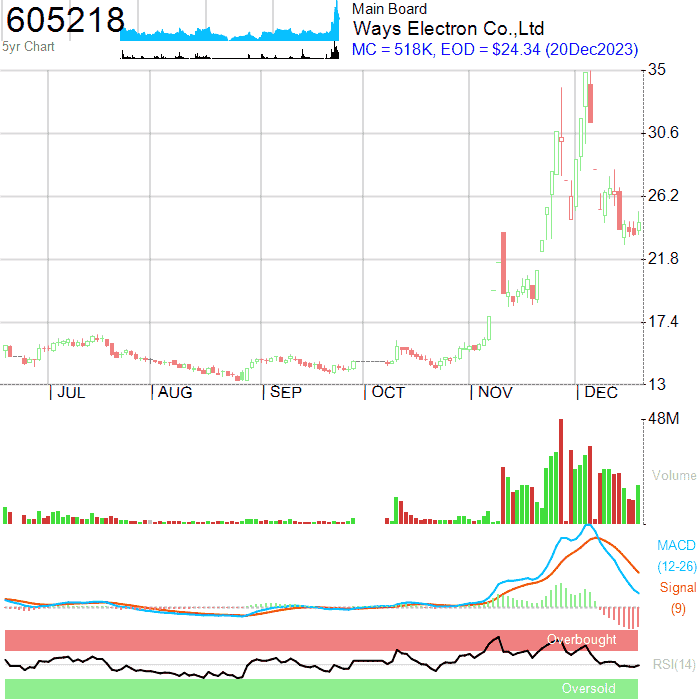 605218
5yr Chart
Main Board
Ways Electron Co.,Ltd
MC = 518K, EOD = $24.34 (20Dec2023)
35
30.6
26.2
21.8
17.4
13
JUL
AUG
SEP
OCT
NOV
DEC
48M
Volume
MACD
(12-26)
Signal
(9)
Overbought
RSI(14)
Oversold